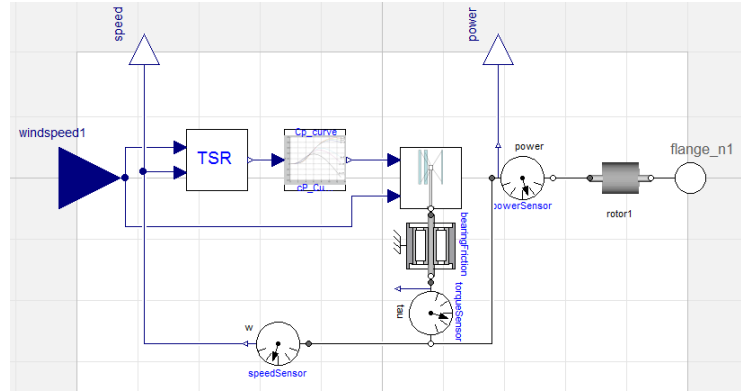 speed
power
windspeed1
TSR
Cp_curve
cP_Cu
power
powerSensor
rotor1
flange_n1
bearingFriction
torqueSensor
tau
w
speedSensor